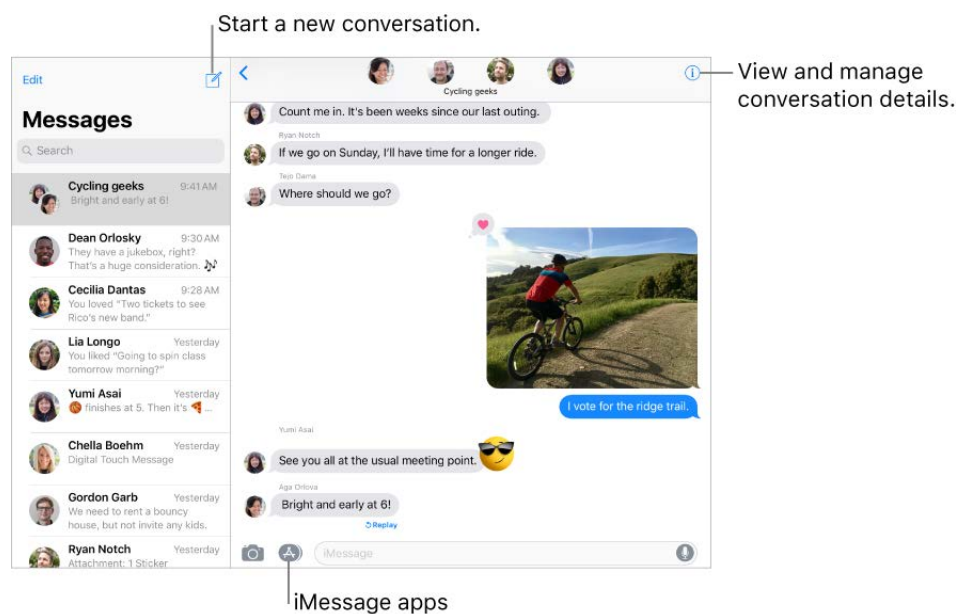 Start a new conversation.
Edit
Cycling geeks
View and manage
conversation details.
Messages
Search
Cycling geeks 9:41 AM
Bright and early at 6!
Dean Orlosky 9:30 AM
They have a jukebox, right?
That's a huge consideration. 🎶
Cecilia Dantas 9:28 AM
You loved "Two tickets to see
Rico's new band."
Lia Longo Yesterday
You liked "Going to spin class
tomorrow morning?"
Yumi Asai Yesterday
🏀 finishes at 5. Then it's 🍕 ...
Chella Boehm Yesterday
Digital Touch Message
Gordon Garb Yesterday
We need to rent a bouncy
house, but not invite any kids.
Ryan Notch Yesterday
Attachment: 1 Sticker
Count me in. It's been weeks since our last outing.
Ryan Notch
If we go on Sunday, I'll have time for a longer ride.
Tejo Dama
Where should we go?
I vote for the ridge trail.
Yumi Asai
See you all at the usual meeting point.
Aga Orlova
Bright and early at 6!
Replay
iMessage
iMessage apps